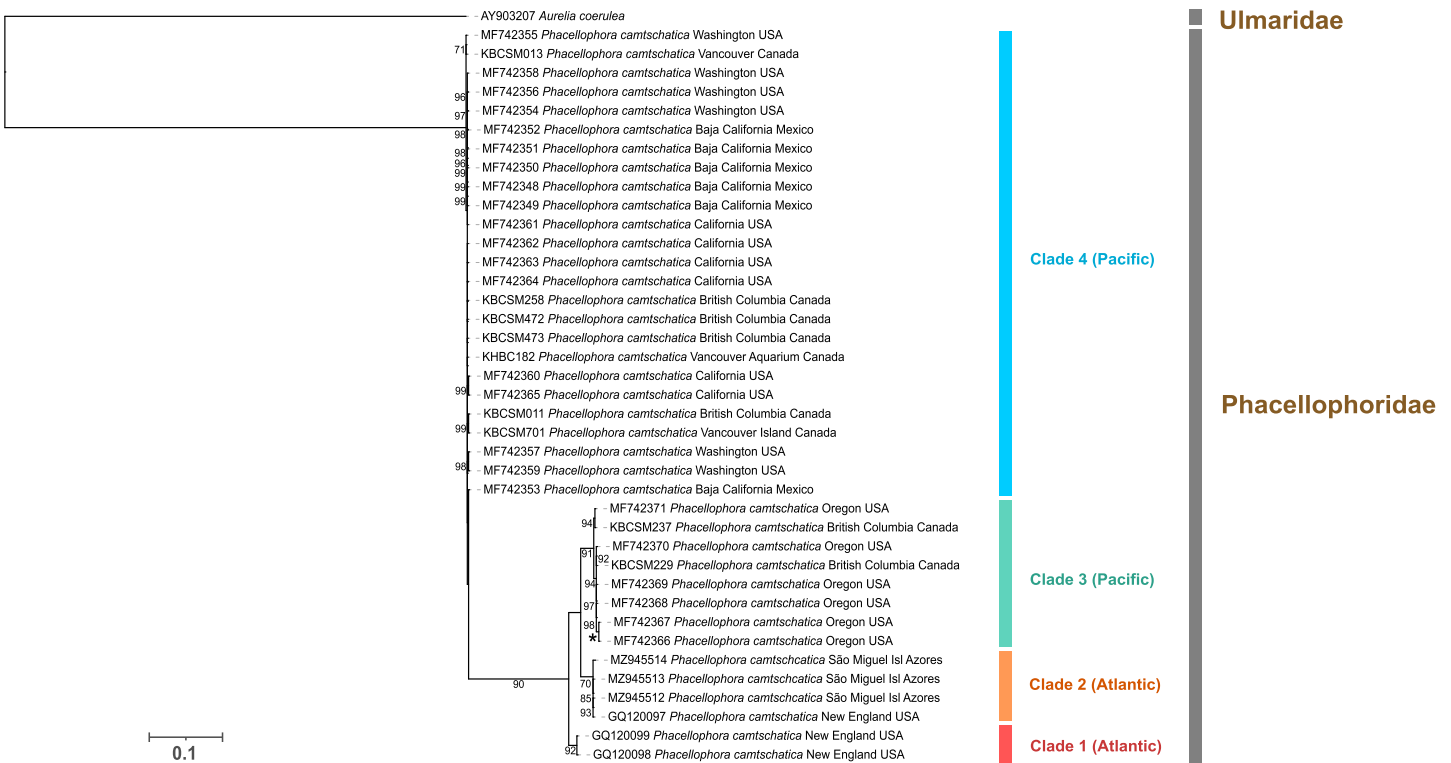 AY903207 Aurelia coerulea
Ulmaridae
MF742355 Phacellophora camtschatica Washington USA
71
KBCSM013 Phacellophora camtschatica Vancouver Canada
MF742358 Phacellophora camtschatica Washington USA
96
MF742356 Phacellophora camtschatica Washington USA
97
MF742354 Phacellophora camtschatica Washington USA
98
MF742352 Phacellophora camtschatica Baja California Mexico
98
MF742351 Phacellophora camtschatica Baja California Mexico
96
MF742350 Phacellophora camtschatica Baja California Mexico
99
99
MF742348 Phacellophora camtschatica Baja California Mexico
99
MF742349 Phacellophora camtschatica Baja California Mexico
MF742361 Phacellophora camtschatica California USA
MF742362 Phacellophora camtschatica California USA
Clade 4 (Pacific)
MF742363 Phacellophora camtschatica California USA
MF742364 Phacellophora camtschatica California USA
KBCSM258 Phacellophora camtschatica British Columbia Canada
KBCSM472 Phacellophora camtschatica British Columbia Canada
KBCSM473 Phacellophora camtschatica British Columbia Canada
KHBC182 Phacellophora camtschatica Vancouver Aquarium Canada
MF742360 Phacellophora camtschatica California USA
99
MF742365 Phacellophora camtschatica California USA
Phacellophoridae
KBCSM011 Phacellophora camtschatica British Columbia Canada
99
KBCSM701 Phacellophora camtschatica Vancouver Island Canada
MF742357 Phacellophora camtschatica Washington USA
98
MF742359 Phacellophora camtschatica Washington USA
MF742353 Phacellophora camtschatica Baja California Mexico
MF742371 Phacellophora camtschatica Oregon USA
94
KBCSM237 Phacellophora camtschatica British Columbia Canada
MF742370 Phacellophora camtschatica Oregon USA
91
92
KBCSM229 Phacellophora camtschatica British Columbia Canada
Clade 3 (Pacific)
94
MF742369 Phacellophora camtschatica Oregon USA
97
MF742368 Phacellophora camtschatica Oregon USA
MF742367 Phacellophora camtschatica Oregon USA
98
*
MF742366 Phacellophora camtschatica Oregon USA
MZ945514 Phacellophora camtschcatica São Miguel Isl Azores
90
70
MZ945513 Phacellophora camtschcatica São Miguel Isl Azores
Clade 2 (Atlantic)
85
MZ945512 Phacellophora camtschcatica São Miguel Isl Azores
93
GQ120097 Phacellophora camtschatica New England USA
GQ120099 Phacellophora camtschatica New England USA
92
Clade 1 (Atlantic)
GQ120098 Phacellophora camtschatica New England USA
0.1